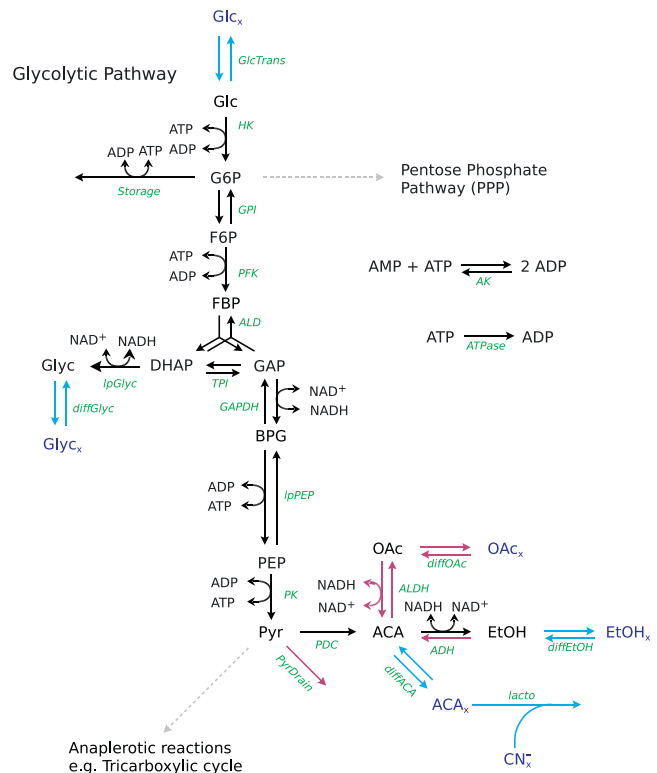 Glcₓ
GlcTrans
Glycolytic Pathway
Glc
ATP
HK
ADP
ADP ATP
Storage
G6P
Pentose Phosphate
Pathway (PPP)
GPI
F6P
ATP
ADP
PFK
AMP + ATP 2 ADP
AK
FBP
ALD
ATP ADP
ATPase
NAD⁺ NADH
Glyc DHAP GAP
lpGlyc TPI
diffGlyc
GAPDH
NAD⁺
NADH
Glycₓ
BPG
ADP
ATP
lpPEP
PEP
OAc OAcₓ
diffOAc
ADP
ATP
PK
NADH
NAD⁺
ALDH
NADH NAD⁺
Pyr ACA EtOH EtOHₓ
PDC ADH diffEtOH
PyrDrain
diffACA
ACAₓ
lacto
CNₓ⁻
Anaplerotic reactions
e.g. Tricarboxylic cycle